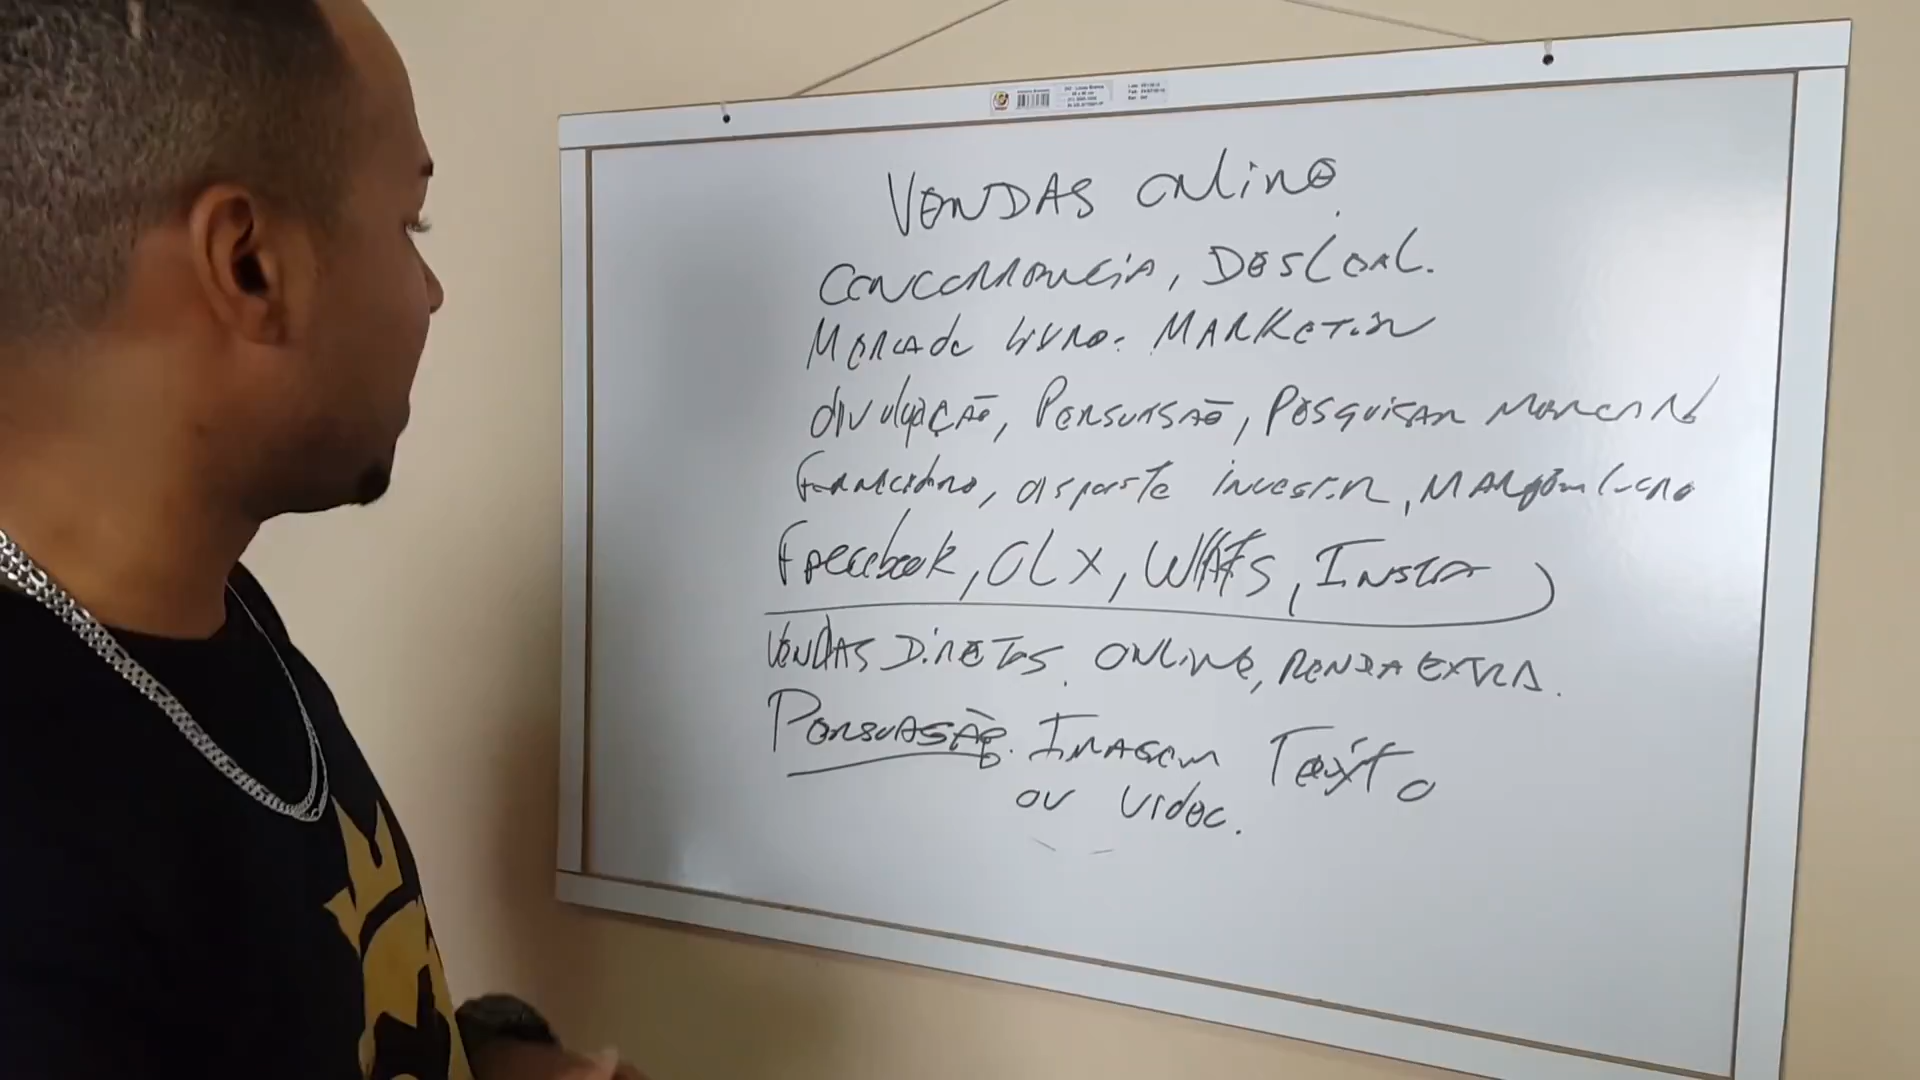 VENDAS ONLINE
CONCORRENCIA, DESLEAL.
MERCADO LIVRE. MARKETIN
divulgação, PERSUASÃO, PESQUISAR MERCADO
Fornecedor, disposto investir, MARgEM lucro
Facebook, OLX, WHATS, INSTA
VENDAS DIRETAS. ONLINE, RENDA EXTRA.
PERSUASÃO. IMAGEM TEXTO
ou video.